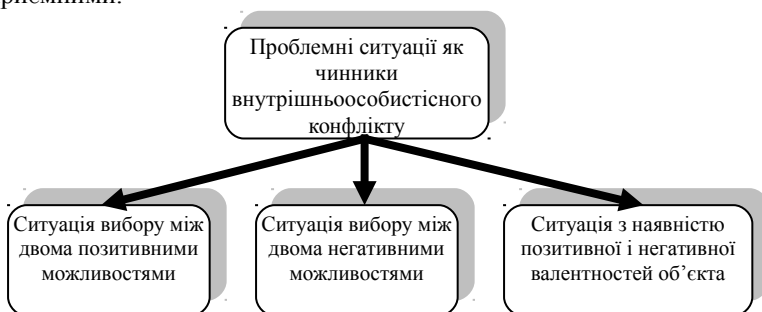 Проблемні ситуації як
чинники
внутрішньоособистісного
конфлікту
Ситуація вибору між
двома позитивними
можливостями
Ситуація вибору між
двома негативними
можливостями
Ситуація з наявністю
позитивної і негативної
валентностей об’єкта